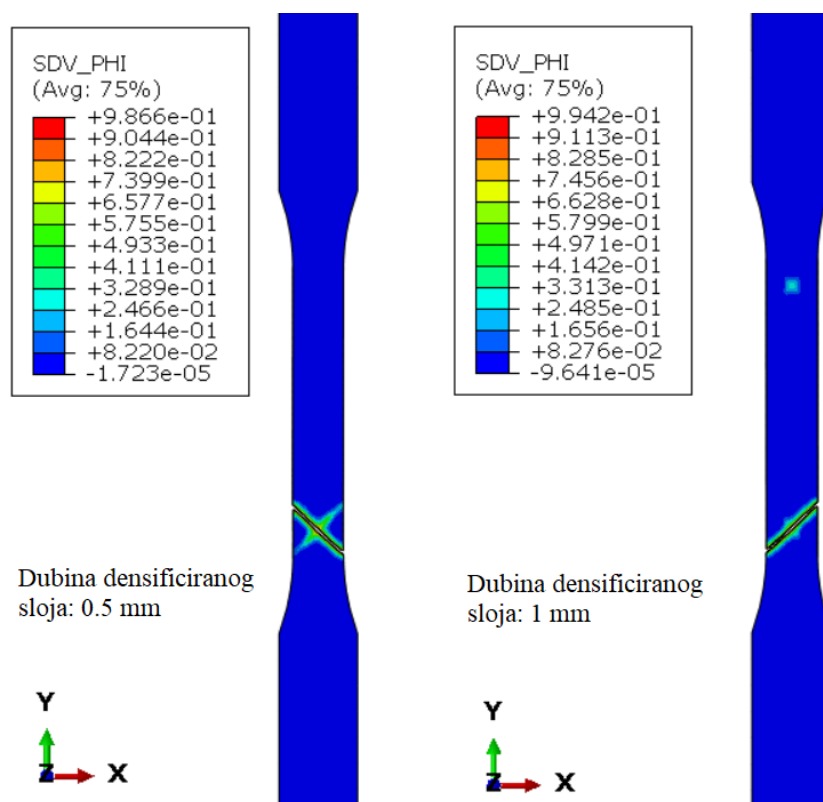 SDV_PHI
(Avg: 75%)
+9.866e-01
+9.044e-01
+8.222e-01
+7.399e-01
+6.577e-01
+5.755e-01
+4.933e-01
+4.111e-01
+3.289e-01
+2.466e-01
+1.644e-01
+8.220e-02
-1.723e-05
Dubina densificiranog
sloja: 0.5 mm
Y
Z
X
SDV_PHI
(Avg: 75%)
+9.942e-01
+9.113e-01
+8.285e-01
+7.456e-01
+6.628e-01
+5.799e-01
+4.971e-01
+4.142e-01
+3.313e-01
+2.485e-01
+1.656e-01
+8.276e-02
-9.641e-05
Dubina densificiranog
sloja: 1 mm
Y
Z
X